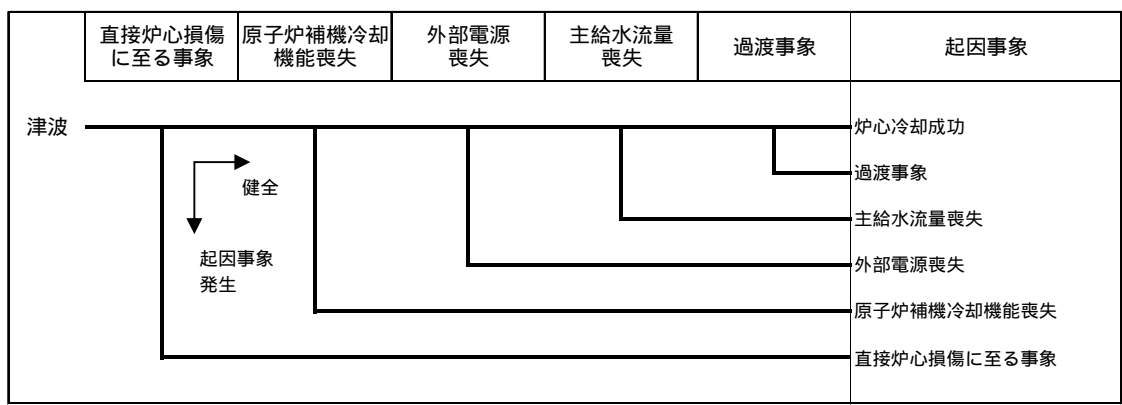 直接炉心損傷
に至る事象
原子炉補機冷却
機能喪失
外部電源
喪失
主給水流量
喪失
過渡事象
起因事象
津波
炉心冷却成功
過渡事象
健全
主給水流量喪失
起因事象
発生
外部電源喪失
原子炉補機冷却機能喪失
直接炉心損傷に至る事象